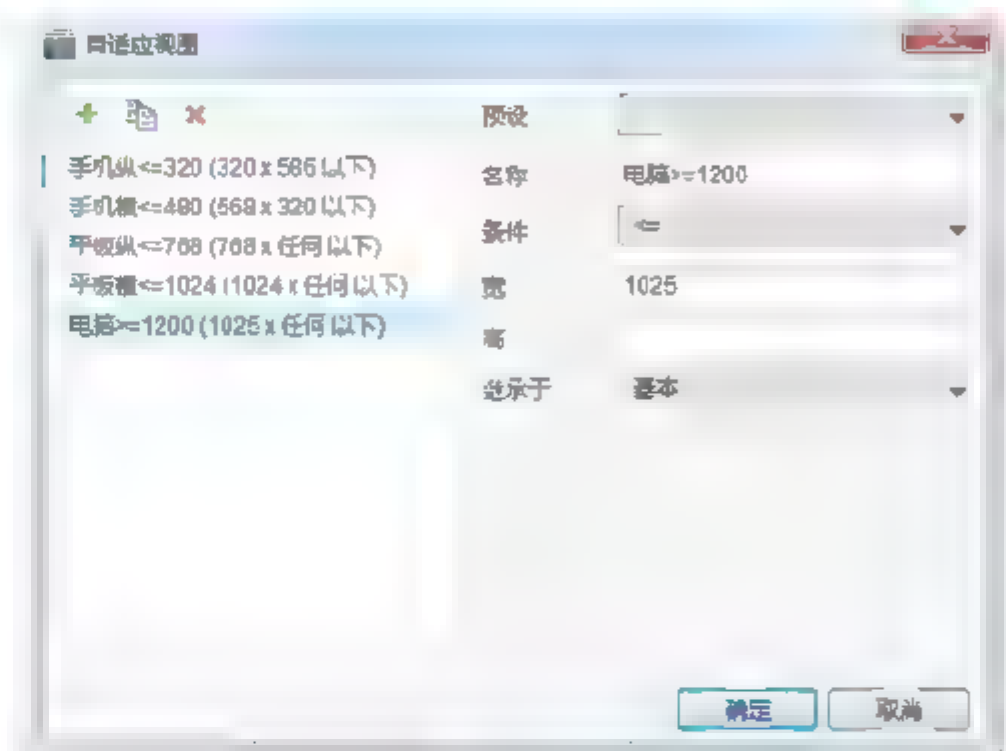 自适应视图
预设
手机纵<=320 (320 x 586 以下)
名称 电脑>=1200
手机横<=480 (568 x 320 以下)
条件 <=
平板纵<=768 (768 x 任何 以下)
平板横<=1024 (1024 x 任何 以下)
宽 1025
电脑>=1200 (1025 x 任何 以下)
高
继承于 基本
确定 取消